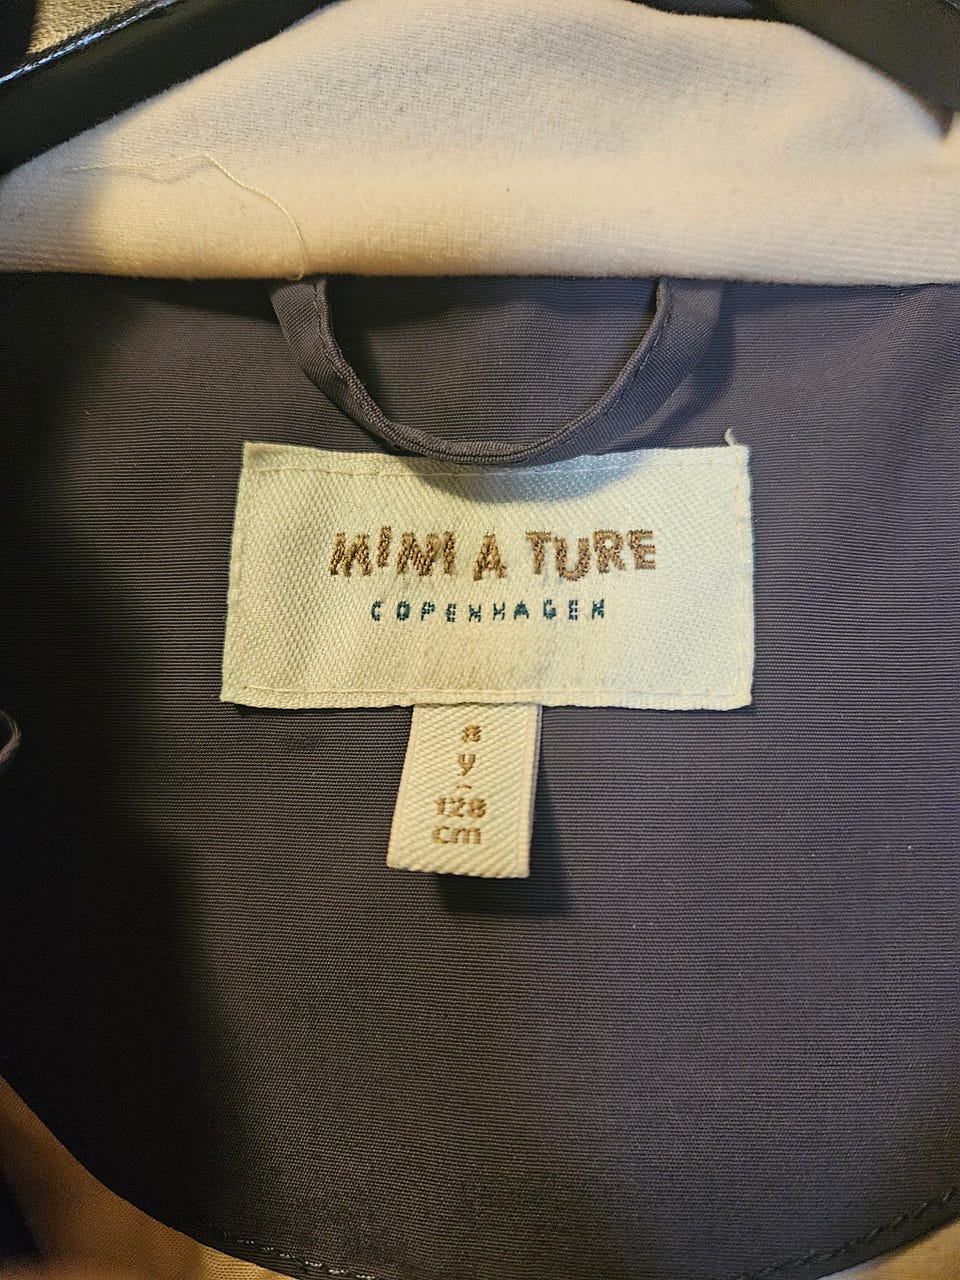 MINI A TURE
COPENHAGEN
8
y
-
128
cm